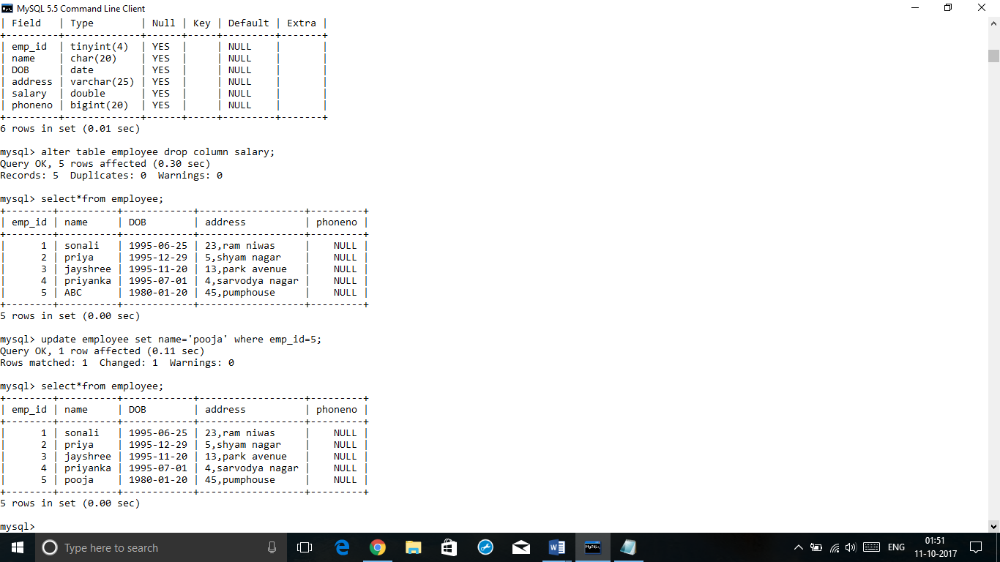 MySQL 5.5 Command Line Client
| Field   | Type        | Null | Key | Default | Extra |
+---------+-------------+------+-----+---------+-------+
| emp_id  | tinyint(4)  | YES  |     | NULL    |       |
| name    | char(20)    | YES  |     | NULL    |       |
| DOB     | date        | YES  |     | NULL    |       |
| address | varchar(25) | YES  |     | NULL    |       |
| salary  | double      | YES  |     | NULL    |       |
| phoneno | bigint(20)  | YES  |     | NULL    |       |
+---------+-------------+------+-----+---------+-------+
6 rows in set (0.01 sec)
mysql> alter table employee drop column salary;
Query OK, 5 rows affected (0.30 sec)
Records: 5  Duplicates: 0  Warnings: 0
mysql> select*from employee;
+--------+----------+------------+------------------+---------+
| emp_id | name     | DOB        | address          | phoneno |
+--------+----------+------------+------------------+---------+
|      1 | sonali   | 1995-06-25 | 23,ram niwas     |    NULL |
|      2 | priya    | 1995-12-29 | 5,shyam nagar    |    NULL |
|      3 | jayshree | 1995-11-20 | 13,park avenue   |    NULL |
|      4 | priyanka | 1995-07-01 | 4,sarvodya nagar |    NULL |
|      5 | ABC      | 1980-01-20 | 45,pumphouse     |    NULL |
+--------+----------+------------+------------------+---------+
5 rows in set (0.00 sec)
mysql> update employee set name='pooja' where emp_id=5;
Query OK, 1 row affected (0.11 sec)
Rows matched: 1  Changed: 1  Warnings: 0
mysql> select*from employee;
+--------+----------+------------+------------------+---------+
| emp_id | name     | DOB        | address          | phoneno |
+--------+----------+------------+------------------+---------+
|      1 | sonali   | 1995-06-25 | 23,ram niwas     |    NULL |
|      2 | priya    | 1995-12-29 | 5,shyam nagar    |    NULL |
|      3 | jayshree | 1995-11-20 | 13,park avenue   |    NULL |
|      4 | priyanka | 1995-07-01 | 4,sarvodya nagar |    NULL |
|      5 | pooja    | 1980-01-20 | 45,pumphouse     |    NULL |
+--------+----------+------------+------------------+---------+
5 rows in set (0.00 sec)
mysql>
Type here to search
ENG
01:51
11-10-2017